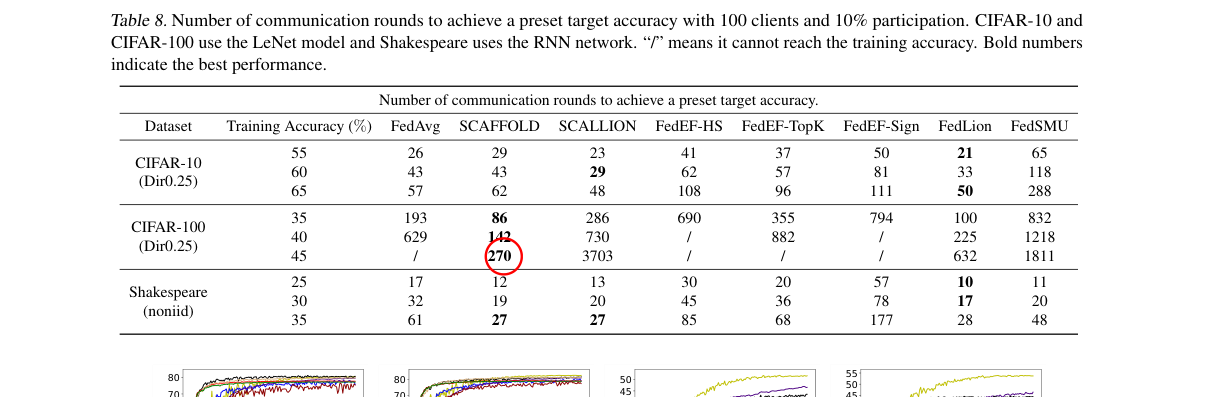 Table 8. Number of communication rounds to achieve a preset target accuracy with 100 clients and 10% participation. CIFAR-10 and
CIFAR-100 use the LeNet model and Shakespeare uses the RNN network. “/” means it cannot reach the training accuracy. Bold numbers
indicate the best performance.
Number of communication rounds to achieve a preset target accuracy.
Dataset Training Accuracy (%) FedAvg SCAFFOLD SCALLION FedEF-HS FedEF-TopK FedEF-Sign FedLion FedSMU
CIFAR-10 (Dir0.25) 55 26 29 23 41 37 50 21 65
60 43 43 29 62 57 81 33 118
65 57 62 48 108 96 111 50 288
CIFAR-100 (Dir0.25) 35 193 86 286 690 355 794 100 832
40 629 142 730 / 882 / 225 1218
45 / 270 3703 / / / 632 1811
Shakespeare (noniid) 25 17 12 13 30 20 57 10 11
30 32 19 20 45 36 78 17 20
35 61 27 27 85 68 177 28 48
80 80 50 55
70 70 45 50
45